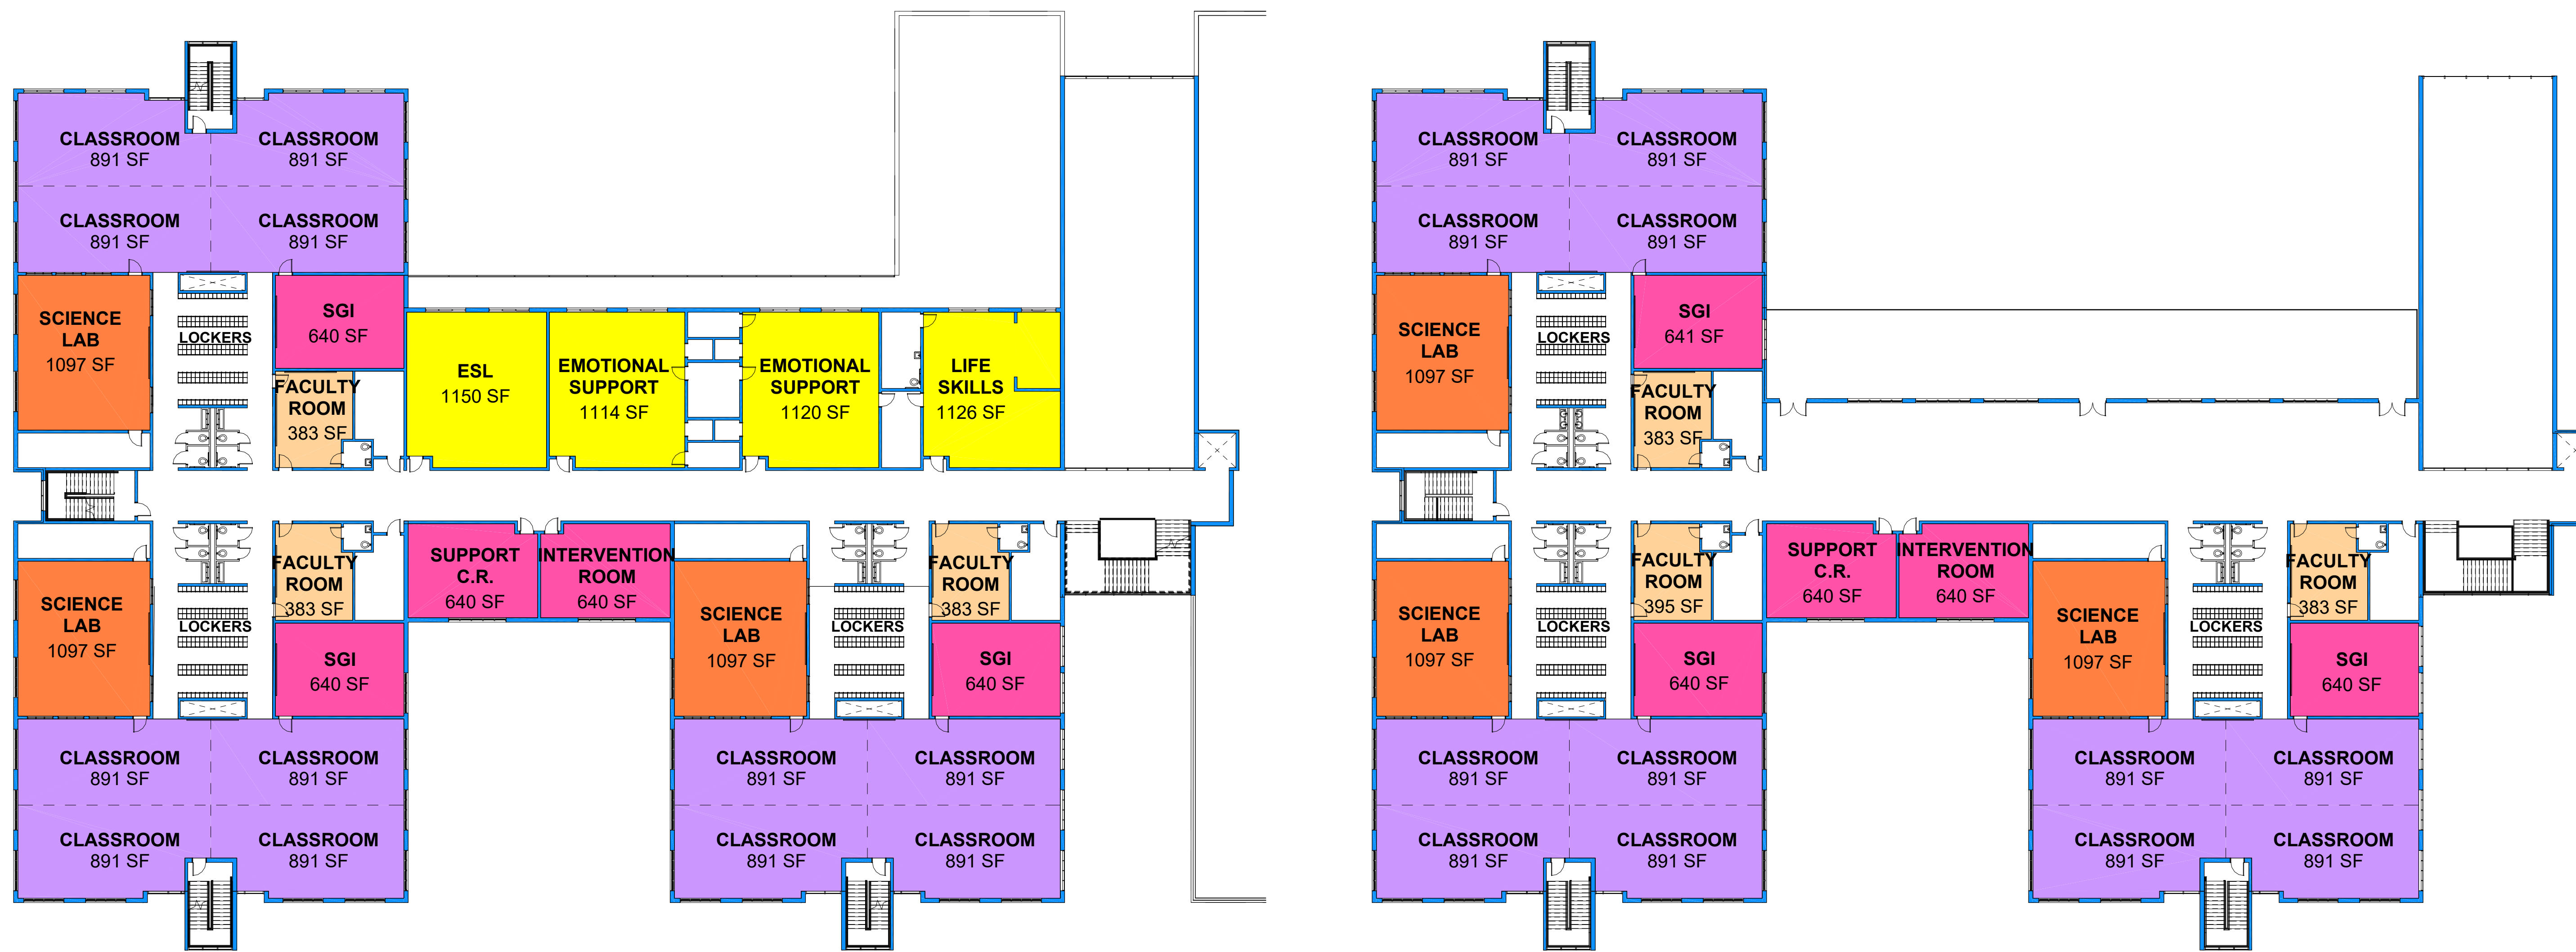 CLASSROOM
891 SF
CLASSROOM
891 SF
CLASSROOM
891 SF
CLASSROOM
891 SF
SCIENCE
LAB
1097 SF
LOCKERS
SGI
640 SF
FACULTY
ROOM
383 SF
ESL
1150 SF
EMOTIONAL
SUPPORT
1114 SF
EMOTIONAL
SUPPORT
1120 SF
LIFE
SKILLS
1126 SF
SCIENCE
LAB
1097 SF
LOCKERS
FACULTY
ROOM
383 SF
SGI
640 SF
SUPPORT
C.R.
640 SF
INTERVENTION
ROOM
640 SF
SCIENCE
LAB
1097 SF
LOCKERS
FACULTY
ROOM
383 SF
SGI
640 SF
CLASSROOM
891 SF
CLASSROOM
891 SF
CLASSROOM
891 SF
CLASSROOM
891 SF
CLASSROOM
891 SF
CLASSROOM
891 SF
CLASSROOM
891 SF
CLASSROOM
891 SF
CLASSROOM
891 SF
CLASSROOM
891 SF
CLASSROOM
891 SF
CLASSROOM
891 SF
SCIENCE
LAB
1097 SF
LOCKERS
SGI
641 SF
FACULTY
ROOM
383 SF
SCIENCE
LAB
1097 SF
LOCKERS
FACULTY
ROOM
395 SF
SGI
640 SF
SUPPORT
C.R.
640 SF
INTERVENTION
ROOM
640 SF
SCIENCE
LAB
1097 SF
LOCKERS
FACULTY
ROOM
383 SF
SGI
640 SF
CLASSROOM
891 SF
CLASSROOM
891 SF
CLASSROOM
891 SF
CLASSROOM
891 SF
CLASSROOM
891 SF
CLASSROOM
891 SF
CLASSROOM
891 SF
CLASSROOM
891 SF